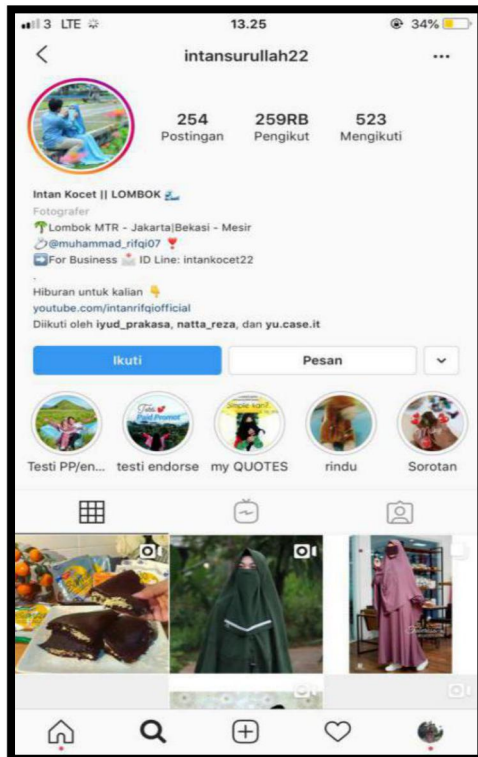 3 LTE 13.25 34%
intansurullah22
254 259RB 523
Postingan Pengikut Mengikuti
Intan Kocet || LOMBOK
Fotografer
Lombok MTR - Jakarta|Bekasi - Mesir
@muhammad_rifqi07
For Business ID Line: intankocet22
.
Hiburan untuk kalian
youtube.com/intanrifqiofficial
Diikuti oleh iyud_prakasa, natta_reza, dan yu.case.it
Ikuti Pesan
Testi PP/en... testi endorse my QUOTES rindu Sorotan